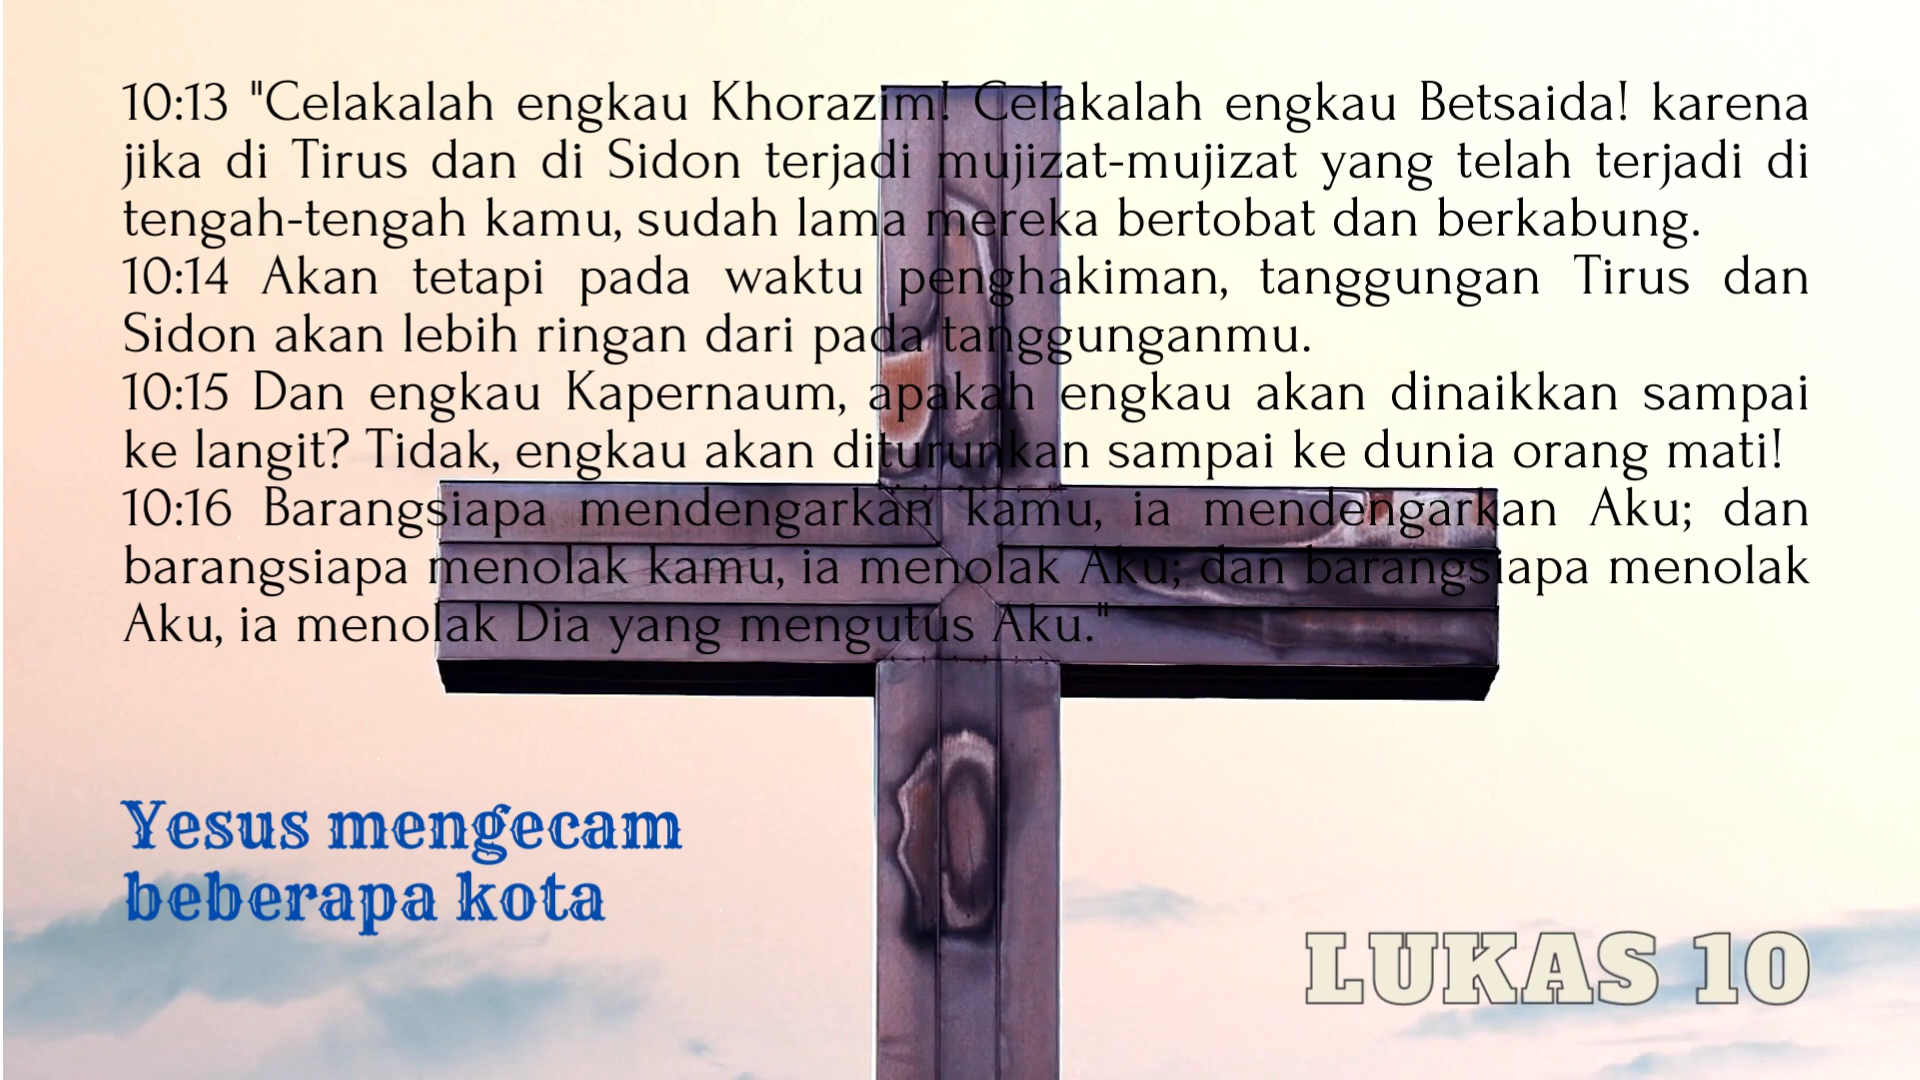 10:13 "Celakalah engkau Khorazim! Celakalah engkau Betsaida! karena
jika di Tirus dan di Sidon terjadi mujizat-mujizat yang telah terjadi di
tengah-tengah kamu, sudah lama mereka bertobat dan berkabung.
10:14 Akan tetapi pada waktu penghakiman, tanggungan Tirus dan
Sidon akan lebih ringan dari pada tanggunganmu.
10:15 Dan engkau Kapernaum, apakah engkau akan dinaikkan sampai
ke langit? Tidak, engkau akan diturunkan sampai ke dunia orang mati!
10:16 Barangsiapa mendengarkan kamu, ia mendengarkan Aku; dan
barangsiapa menolak kamu, ia menolak Aku; dan barangsiapa menolak
Aku, ia menolak Dia yang mengutus Aku."
Yesus mengecam
beberapa kota
LUKAS 10